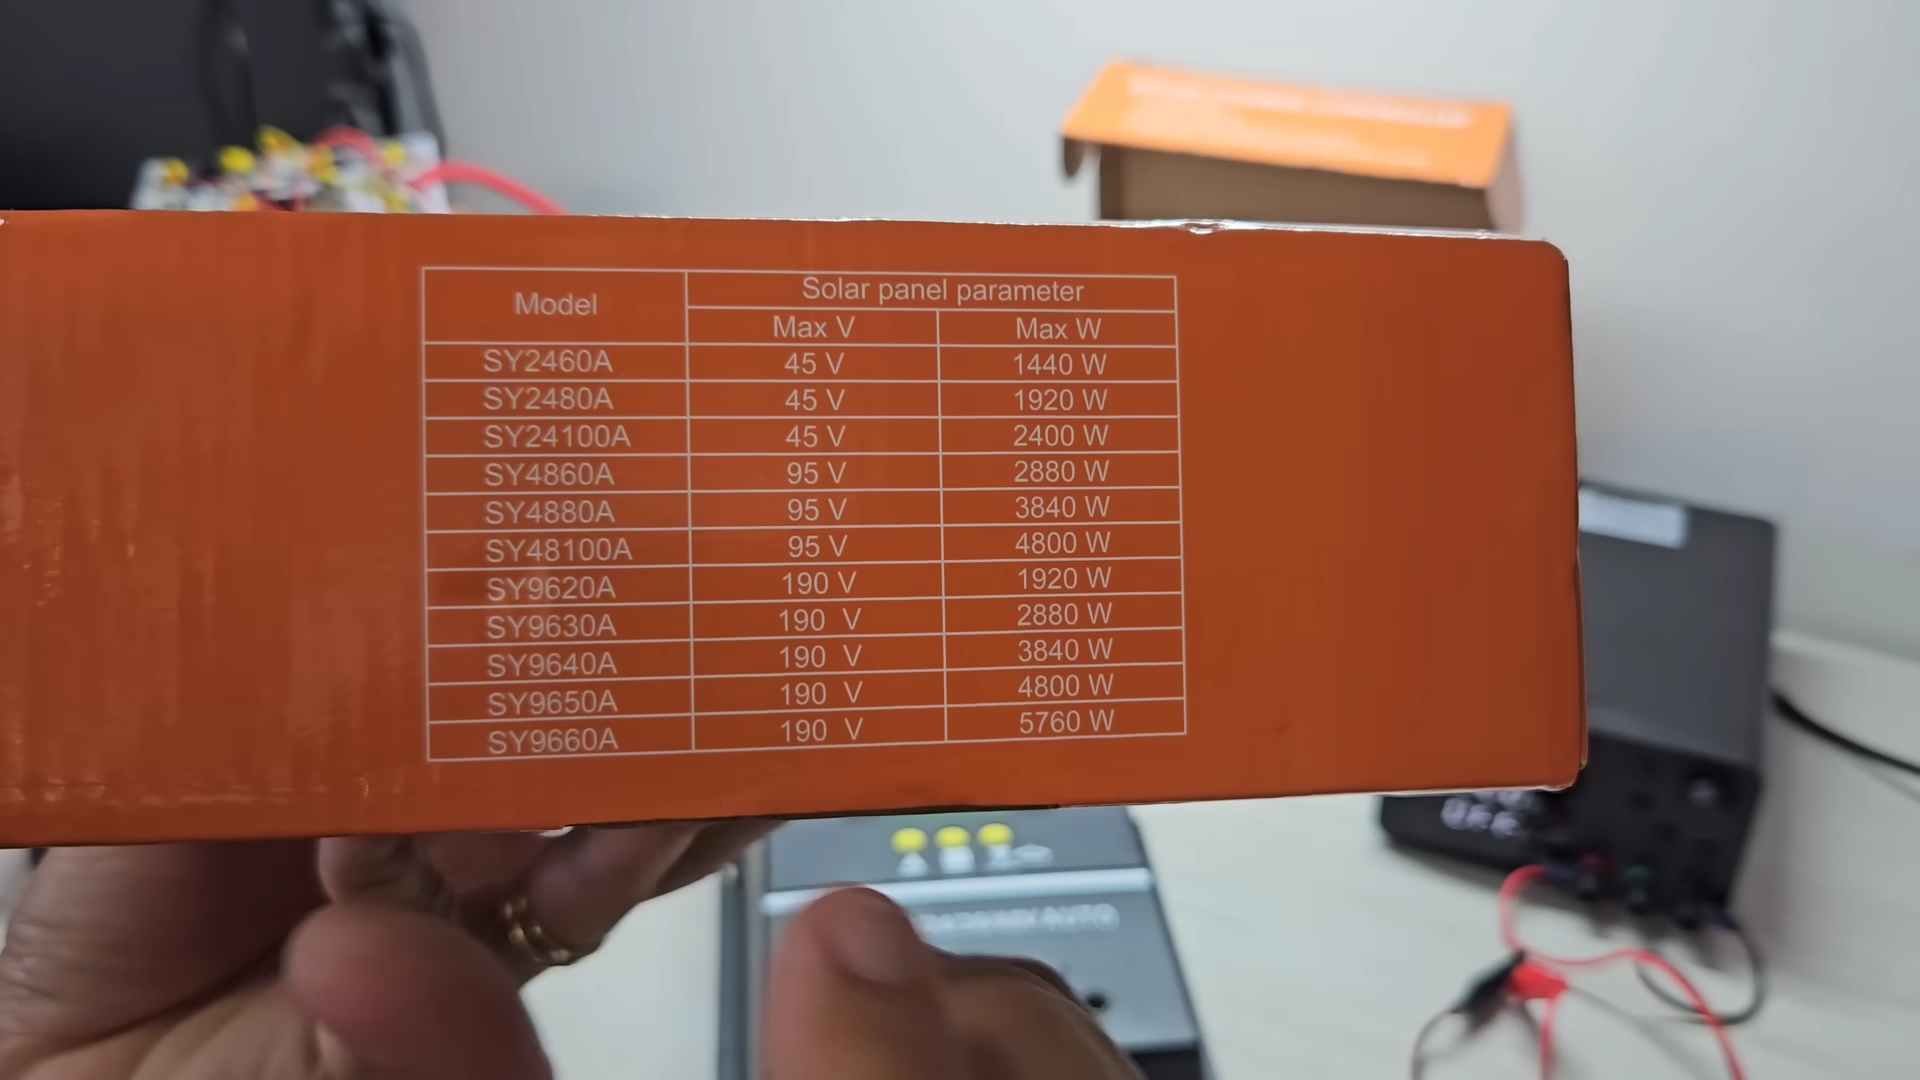 Model Solar panel parameter
Max V Max W
SY2460A 45 V 1440 W
SY2480A 45 V 1920 W
SY24100A 45 V 2400 W
SY4860A 95 V 2880 W
SY4880A 95 V 3840 W
SY48100A 95 V 4800 W
SY9620A 190 V 1920 W
SY9630A 190 V 2880 W
SY9640A 190 V 3840 W
SY9650A 190 V 4800 W
SY9660A 190 V 5760 W